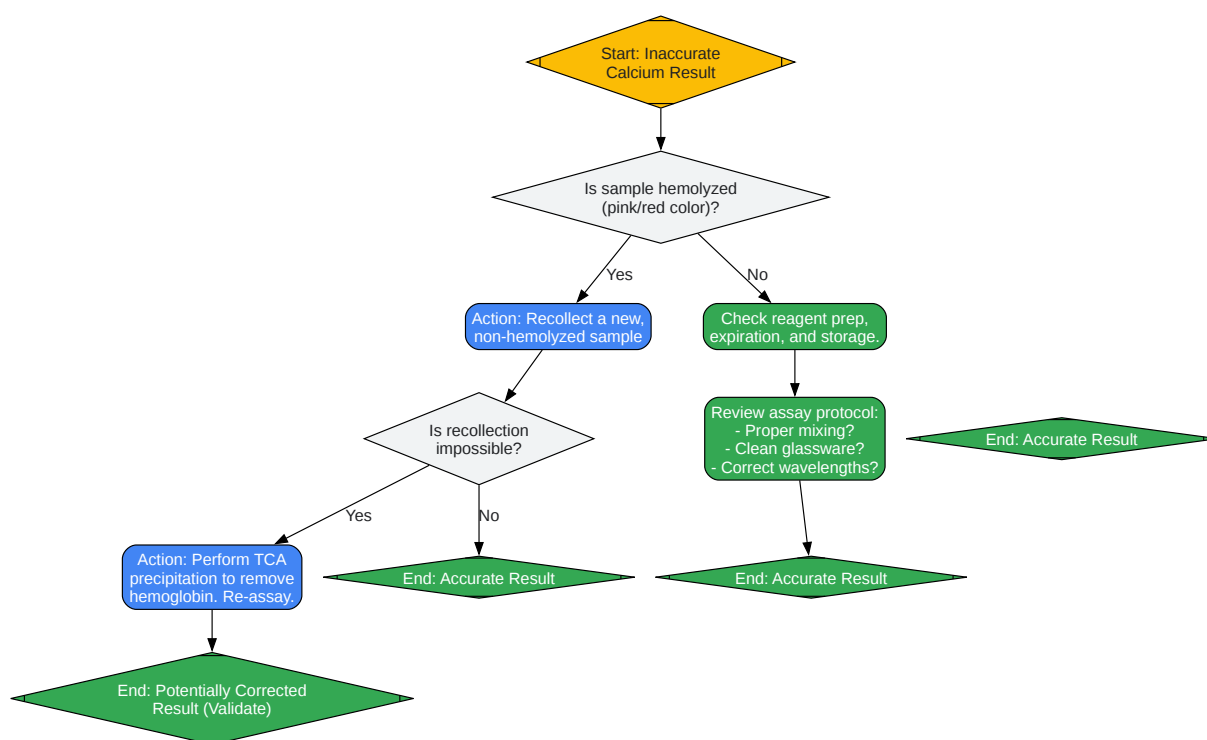 Start: Inaccurate
Calcium Result
Is sample hemolyzed
(pink/red color)?
Yes
No
Action: Recollect a new,
non-hemolyzed sample
Check reagent prep,
expiration, and storage.
Is recollection
impossible?
Review assay protocol:
- Proper mixing?
- Clean glassware?
- Correct wavelengths?
End: Accurate Result
Yes
No
Action: Perform TCA
precipitation to remove
hemoglobin. Re-assay.
End: Accurate Result
End: Accurate Result
End: Potentially Corrected
Result (Validate)